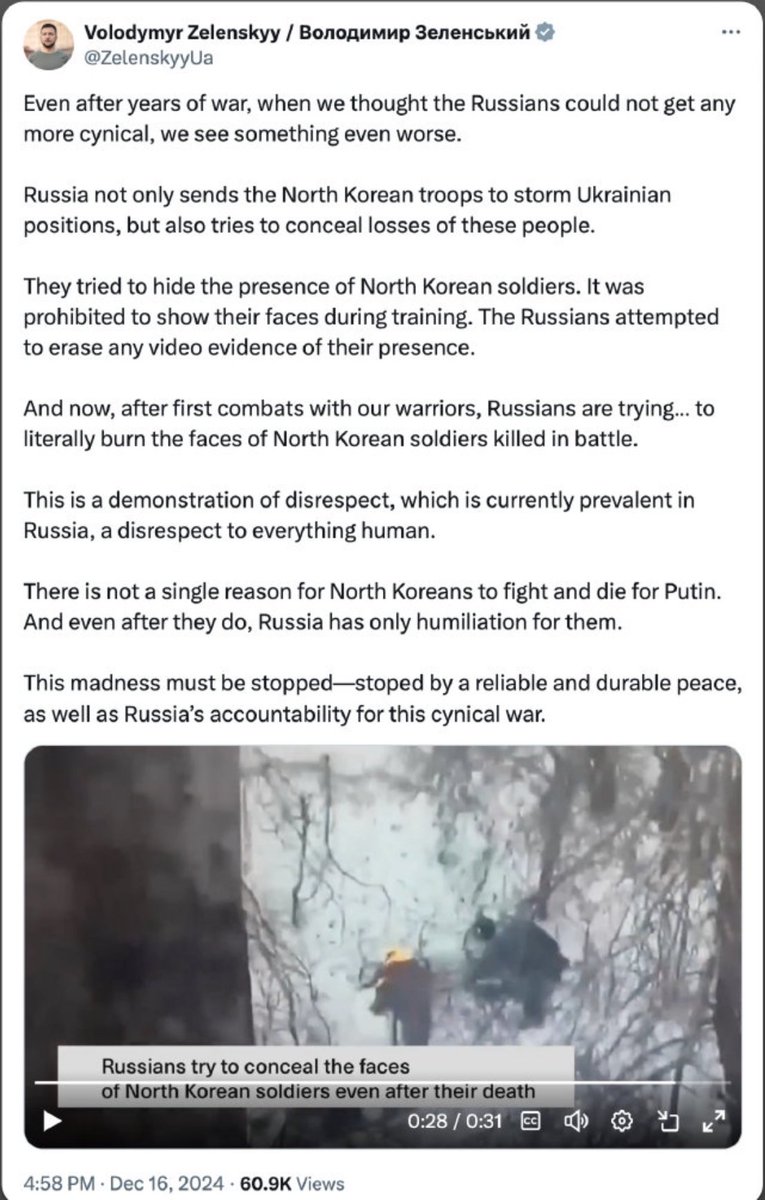 Volodymyr Zelenskyy / Володимир Зеленський
@ZelenskyyUa
Even after years of war, when we thought the Russians could not get any
more cynical, we see something even worse.
Russia not only sends the North Korean troops to storm Ukrainian
positions, but also tries to conceal losses of these people.
They tried to hide the presence of North Korean soldiers. It was
prohibited to show their faces during training. The Russians attempted
to erase any video evidence of their presence.
And now, after first combats with our warriors, Russians are trying... to
literally burn the faces of North Korean soldiers killed in battle.
This is a demonstration of disrespect, which is currently prevalent in
Russia, a disrespect to everything human.
There is not a single reason for North Koreans to fight and die for Putin.
And even after they do, Russia has only humiliation for them.
This madness must be stopped—stoped by a reliable and durable peace,
as well as Russia’s accountability for this cynical war.
Russians try to conceal the faces
of North Korean soldiers even after their death
0:28 / 0:31 CC
4:58 PM · Dec 16, 2024 · 60.9K Views